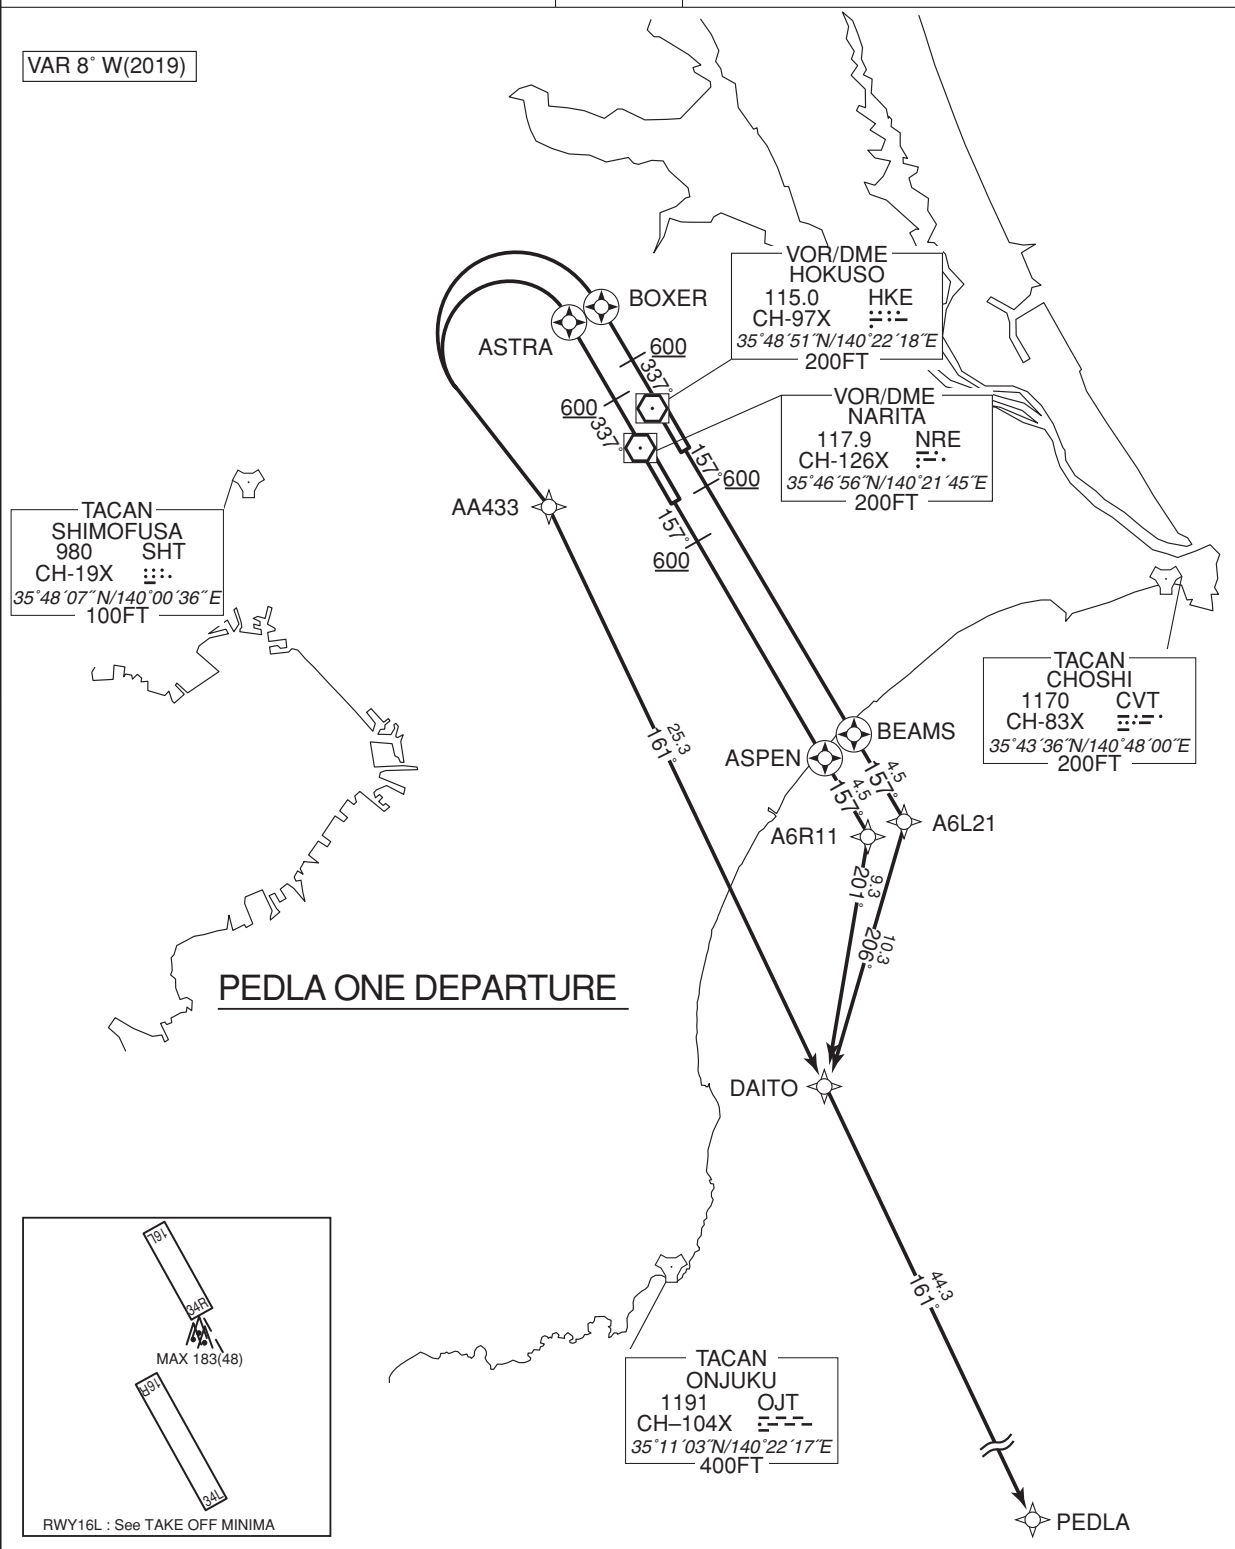 VAR 8° W(2019)
BOXER
ASTRA
600
337°
600
337°
VOR/DME
HOKUSO
115.0 HKE
CH-97X
35°48´51˝N/140°22´18˝E
200FT
VOR/DME
NARITA
117.9 NRE
CH-126X
35°46´56˝N/140°21´45˝E
200FT
157°
600
157°
600
AA433
TACAN
SHIMOFUSA
980 SHT
CH-19X
35°48´07˝N/140°00´36˝E
100FT
TACAN
CHOSHI
1170 CVT
CH-83X
35°43´36˝N/140°48´00˝E
200FT
25.3
161°
BEAMS
ASPEN
4.5
157°
4.5
157°
A6R11
A6L21
9.3
201°
10.3
206°
PEDLA ONE DEPARTURE
DAITO
44.3
161°
16L
34R
MAX 183(48)
16R
34L
RWY16L : See TAKE OFF MINIMA
TACAN
ONJUKU
1191 OJT
CH–104X
35°11´03˝N/140°22´17˝E
400FT
PEDLA